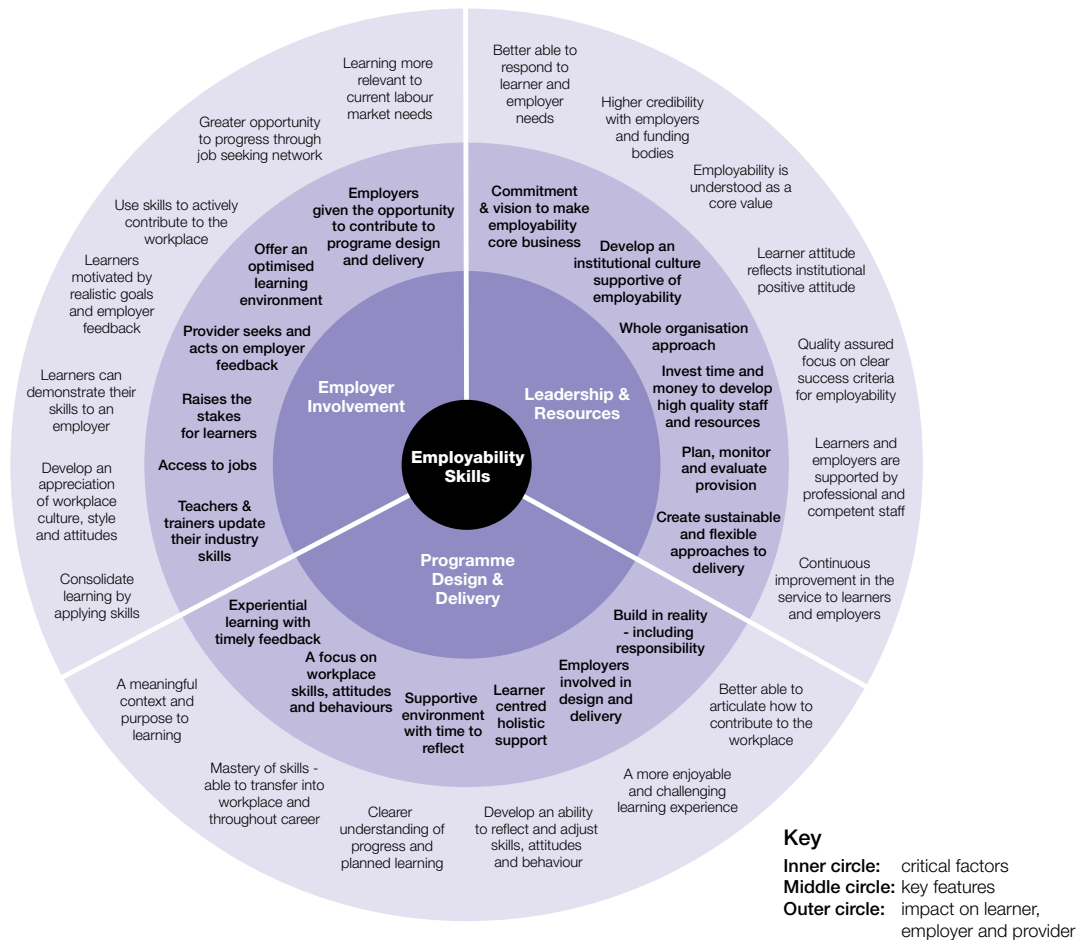 Learning more
relevant to
current labour
market needs
Greater opportunity
to progress through
job seeking network
Use skills to actively
contribute to the
workplace
Learners
motivated by
realistic goals
and employer
feedback
Learners can
demonstrate their
skills to an
employer
Develop an
appreciation
of workplace
culture, style
and attitudes
Consolidate
learning by
applying skills
Employers
given the opportunity
to contribute to
programe design
and delivery
Offer an
optimised
learning
environment
Provider seeks and
acts on employer
feedback
Raises the
stakes
for learners
Access to jobs
Teachers &
trainers update
their industry
skills
Employer
Involvement
Better able to
respond to
learner and
employer
needs
Higher credibility
with employers
and funding
bodies
Employability is
understood as a
core value
Learner attitude
reflects institutional
positive attitude
Quality assured
focus on clear
success criteria
for employability
Learners and
employers are
supported by
professional and
competent staff
Continuous
improvement in the
service to learners
and employers
Commitment
& vision to make
employability
core business
Develop an
institutional culture
supportive of
employability
Whole organisation
approach
Invest time and
money to develop
high quality staff
and resources
Plan, monitor
and evaluate
provision
Create sustainable
and flexible
approaches to
delivery
Leadership &
Resources
Employability
Skills
Programme
Design &
Delivery
Experiential
learning with
timely feedback
A focus on
workplace
skills, attitudes
and behaviours
Supportive
environment
with time to
reflect
Learner
centred
holistic
support
Employers
involved in
design and
delivery
Build in reality
- including
responsibility
A meaningful
context and
purpose to
learning
Mastery of skills -
able to transfer into
workplace and
throughout career
Clearer
understanding of
progress and
planned learning
Develop an ability
to reflect and adjust
skills, attitudes
and behaviour
A more enjoyable
and challenging
learning experience
Better able to
articulate how to
contribute to the
workplace
Key
Inner circle: critical factors
Middle circle: key features
Outer circle: impact on learner,
employer and provider